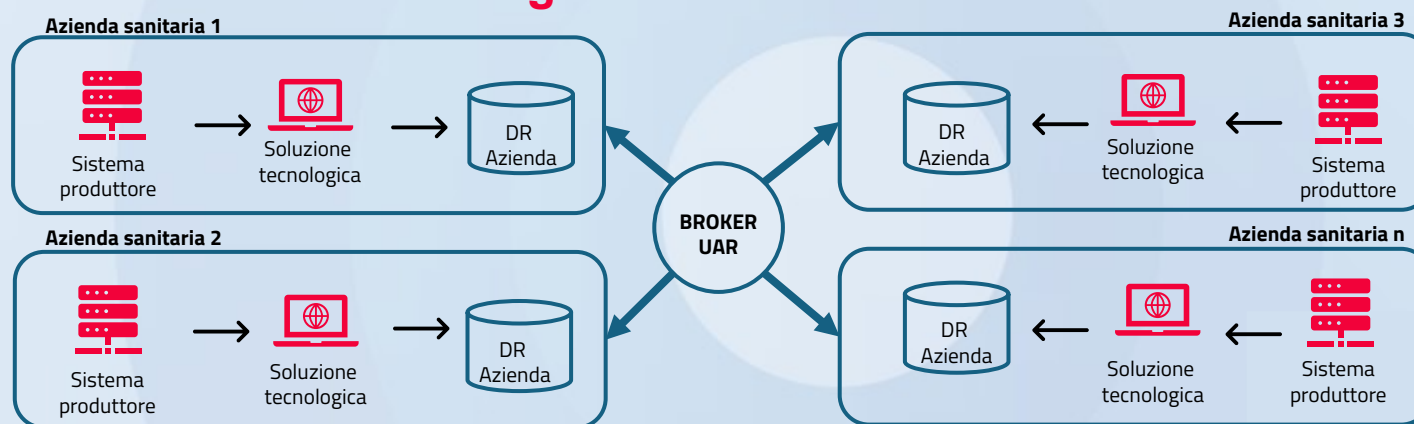 Azienda sanitaria 1
Sistema
produttore
Soluzione
tecnologica
DR
Azienda
Azienda sanitaria 3
DR
Azienda
Soluzione
tecnologica
Sistema
produttore
BROKER
UAR
Azienda sanitaria 2
Sistema
produttore
Soluzione
tecnologica
DR
Azienda
Azienda sanitaria n
DR
Azienda
Soluzione
tecnologica
Sistema
produttore